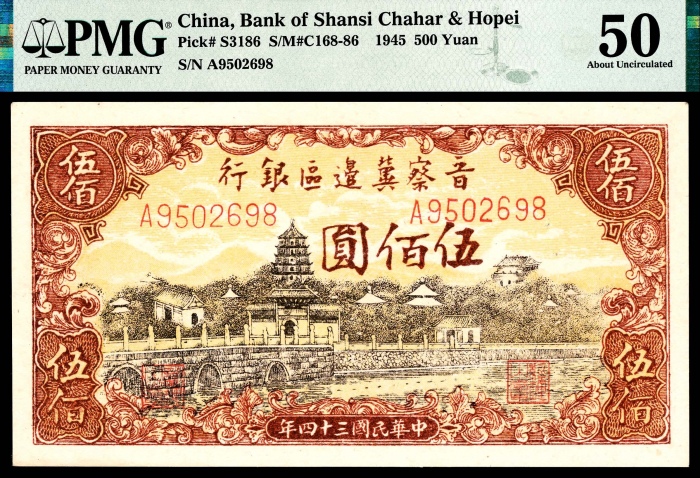 PMG®
PAPER MONEY GUARANTY
China, Bank of Shansi Chahar & Hopei
Pick# S3186 S/M#C168-86 1945 500 Yuan
S/N A9502698
50
About Uncirculated
伍佰
伍佰
晉察冀邊區銀行
A9502698
A9502698
伍佰圓
伍佰
伍佰
中華民國三十四年